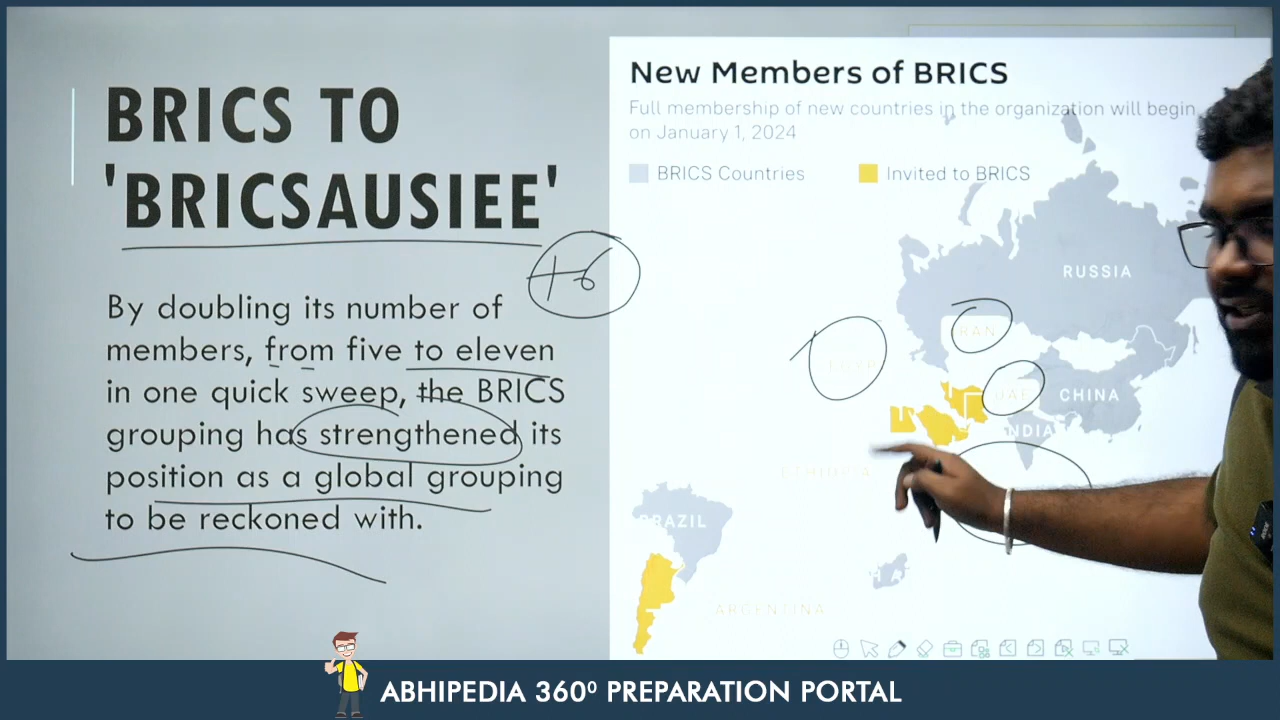 BRICS TO
'BRICSAUSIEE'
+6
By doubling its number of
members, from five to eleven
in one quick sweep, the BRICS
grouping has strengthened its
position as a global grouping
to be reckoned with.
New Members of BRICS
Full membership of new countries in the organization will begin
on January 1, 2024
BRICS Countries
Invited to BRICS
RUSSIA
IRAN
UAE
CHINA
ETHIOPIA
BRAZIL
ARGENTINA
ABHIPEDIA 360⁰ PREPARATION PORTAL